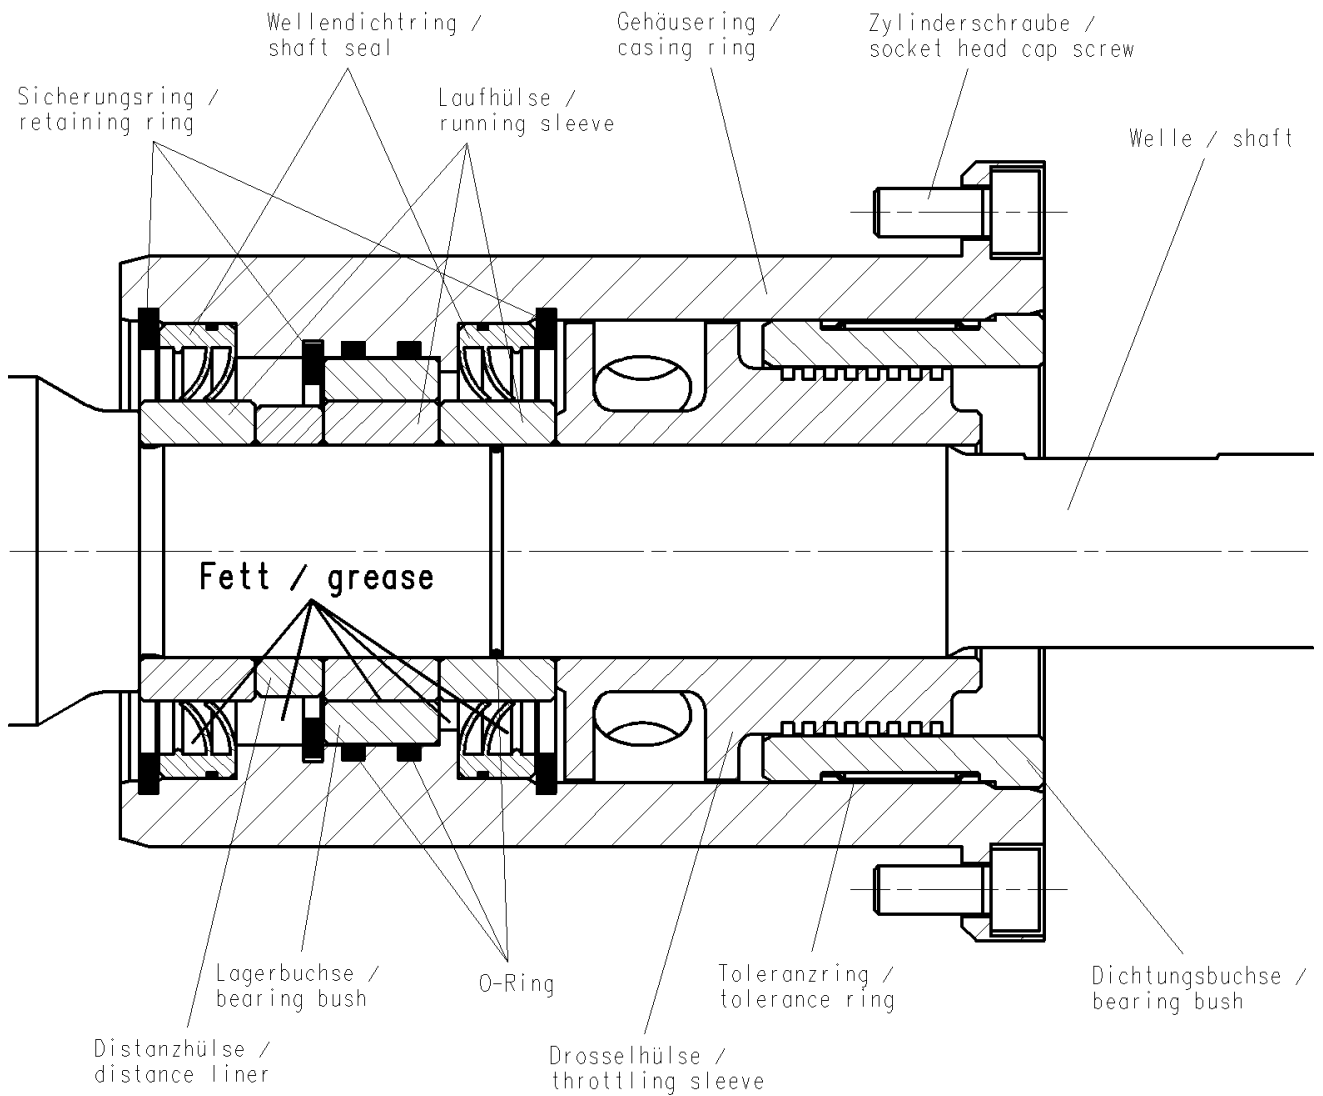 Wellendichtring /
shaft seal
Gehäusering /
casing ring
Zylinderschraube /
socket head cap screw
Sicherungsring /
retaining ring
Laufhülse /
running sleeve
Welle / shaft
Fett / grease
Lagerbuchse /
bearing bush
O-Ring
Toleranzring /
tolerance ring
Dichtungsbuchse /
bearing bush
Distanzhülse /
distance liner
Drosselhülse /
throttling sleeve